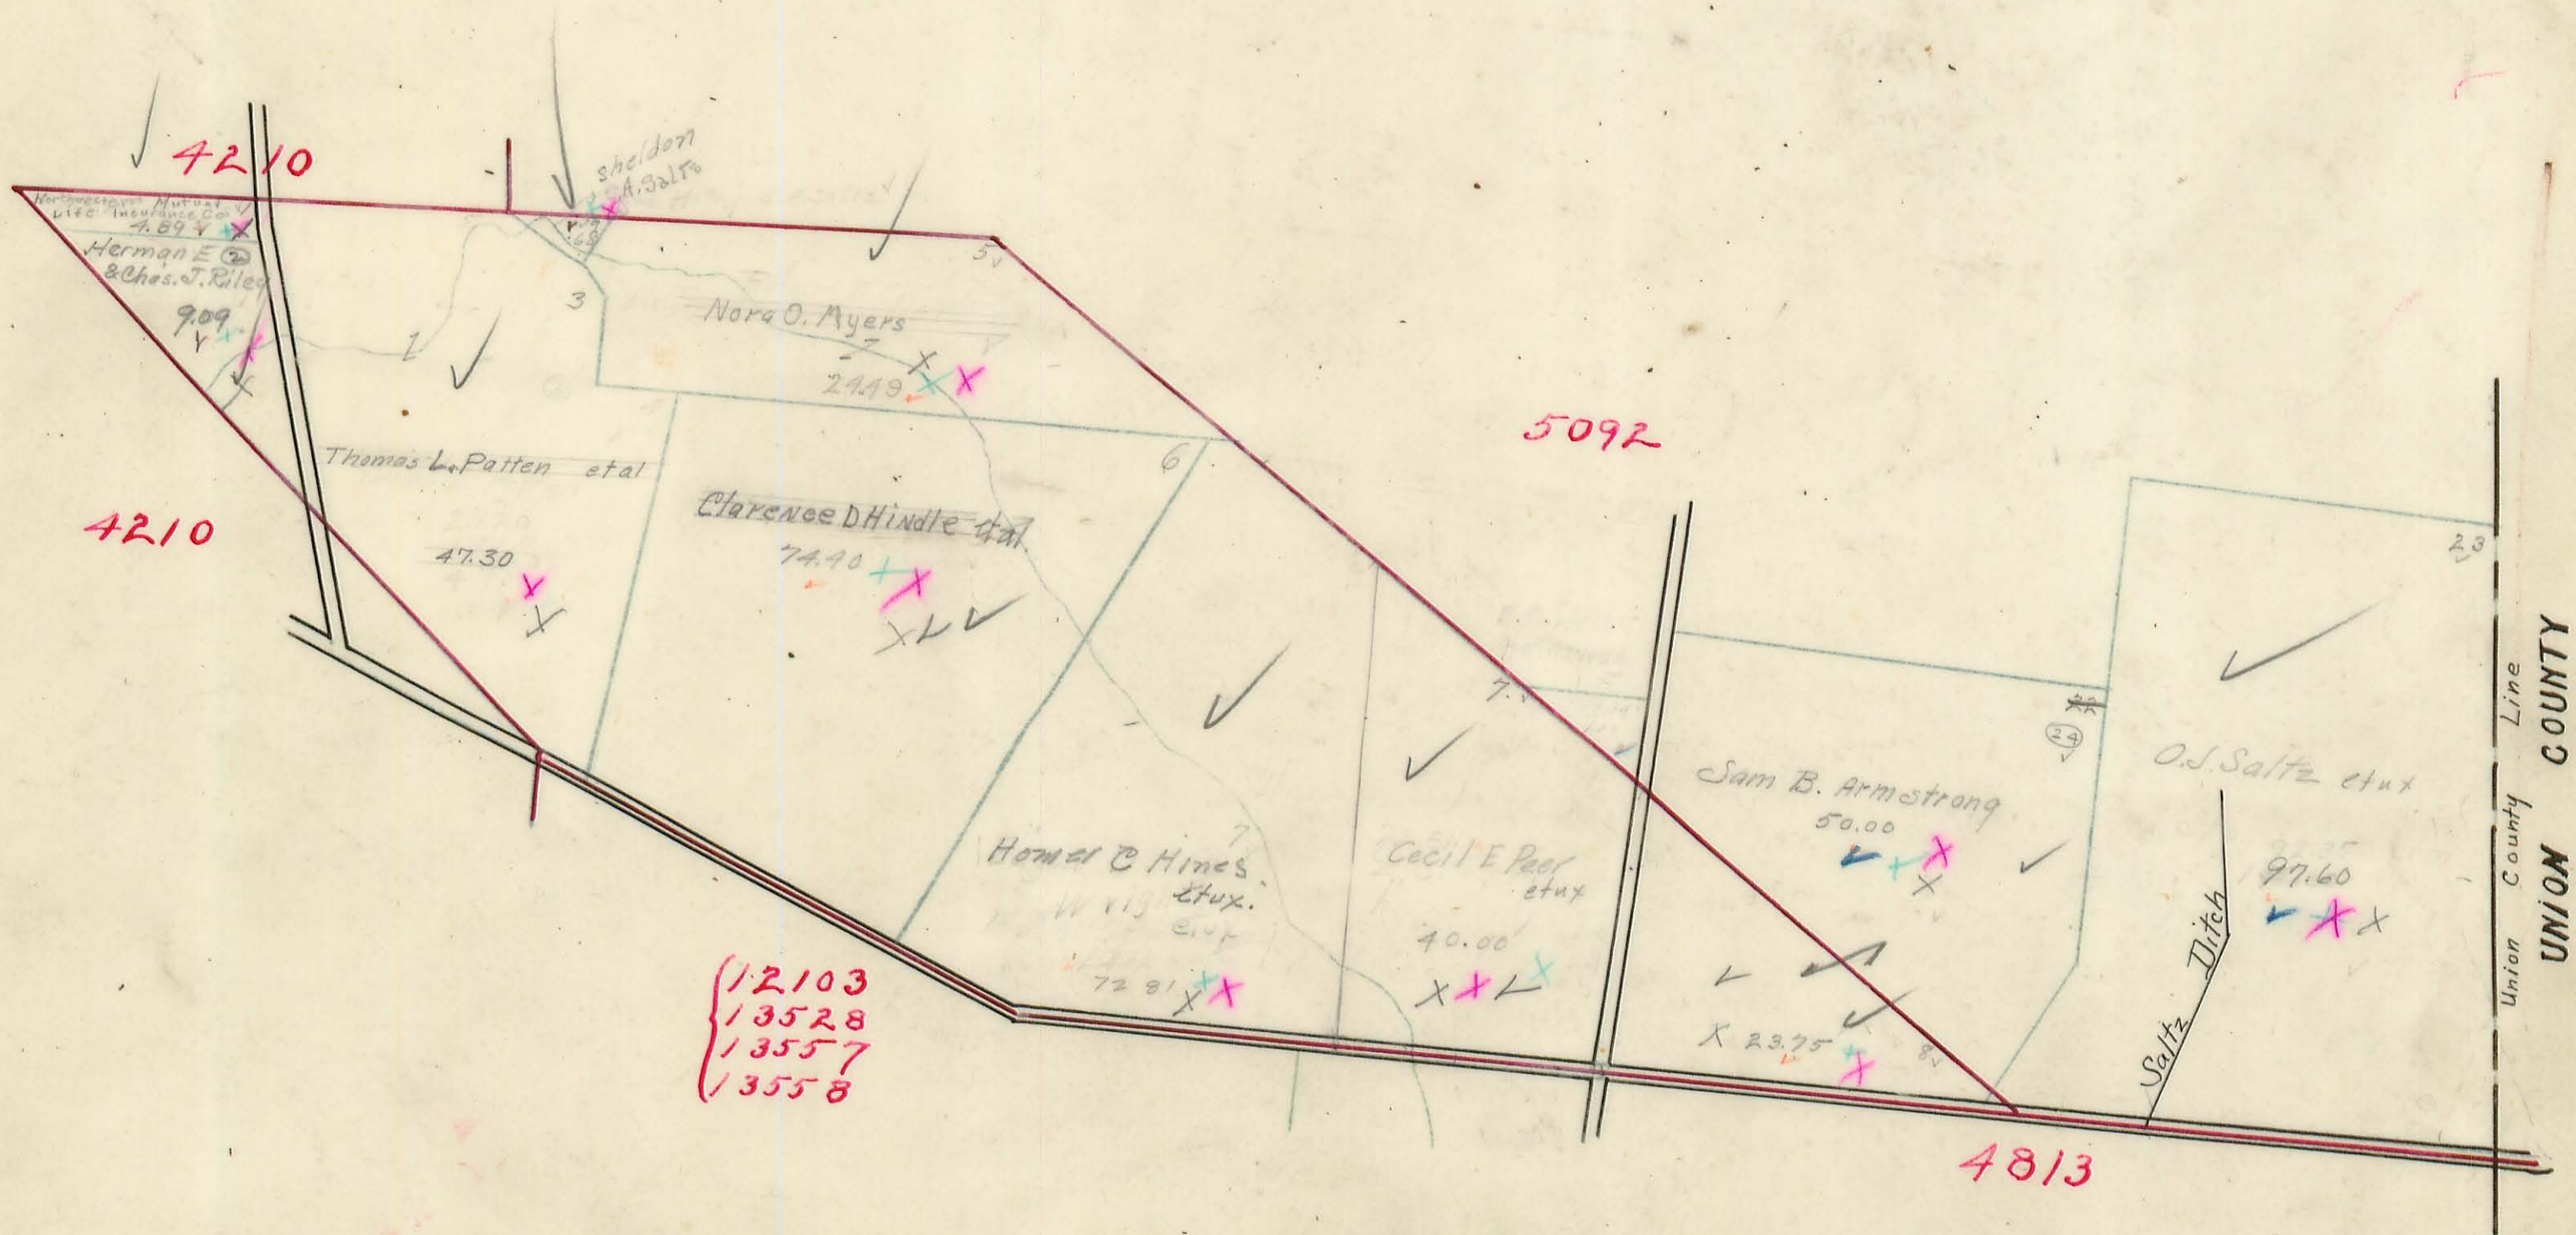 4210
Sheldon
A. Salts
Northwestern Mutual
Life Insurance Co
4.89
Herman E 2
& Chas. J. Riley
9.09
.68
3
5
1
Nora O. Myers
24.49
5092
Thomas L. Patten etal
47.30
4210
Clarence D Hindle etal
74.40
6
7
23
24
Sam B. Armstrong
50.00
O.J. Saltz etux
97.60
Homer C Hines
etux.
72 81
7
Cecil E Peer
etux
40.00
X 23.75
8
Saltz Ditch
Union County Line
UNION COUNTY
12103
13528
13557
13558
4813